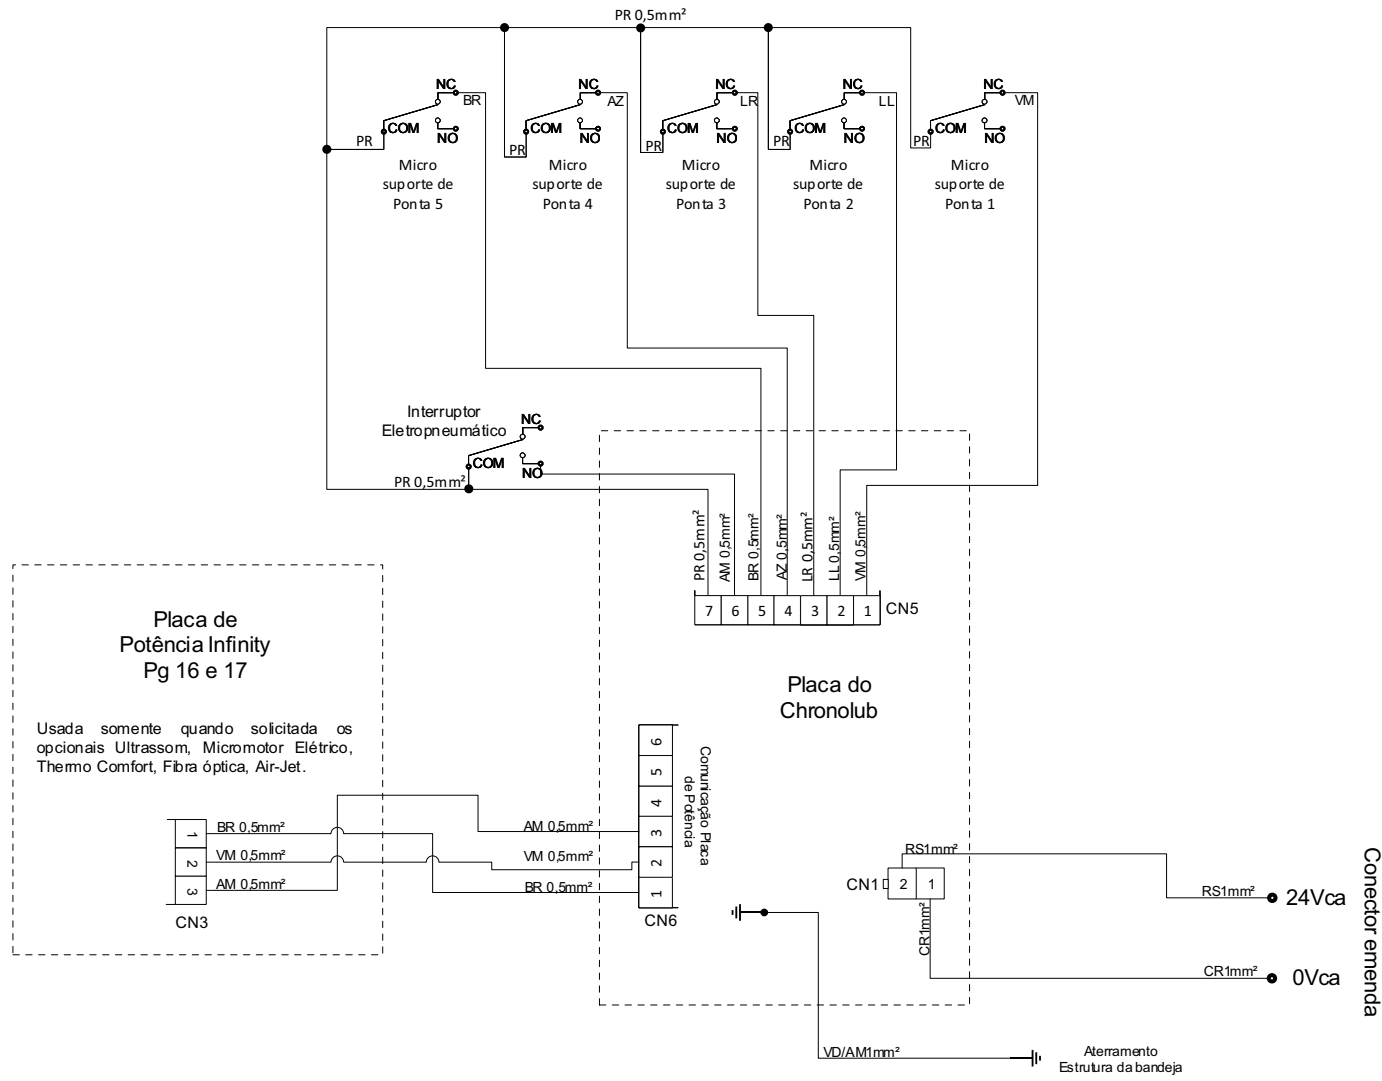 PR 0,5mm²
NC
BR
COM
NO
PR
Micro
suporte de
Ponta 5
NC
AZ
COM
NO
PR
Micro
suporte de
Ponta 4
NC
LR
COM
NO
PR
Micro
suporte de
Ponta 3
NC
LL
COM
NO
PR
Micro
suporte de
Ponta 2
NC
VM
COM
NO
PR
Micro
suporte de
Ponta 1
Interruptor
Eletropneumático
NC
COM
NO
PR 0,5mm²
PR 0,5mm²
AM 0,5mm²
BR 0,5mm²
AZ 0,5mm²
LR 0,5mm²
LL 0,5mm²
VM 0,5mm²
7 6 5 4 3 2 1
CN5
Placa de
Potência Infinity
Pg 16 e 17
Usada somente quando solicitada os
opcionais Ultrassom, Micromotor Elétrico,
Thermo Comfort, Fibra óptica, Air-Jet.
1 BR 0,5mm²
2 VM 0,5mm²
3 AM 0,5mm²
CN3
Placa do
Chronolub
6
5
4
AM 0,5mm² 3
VM 0,5mm² 2
BR 0,5mm² 1
CN6
Comunicação Placa
de Potência
RS1mm²
CN1 2 1
CR1mm²
RS1mm²
24Vca
CR1mm²
0Vca
Conector emenda
VD/AM1mm²
Aterramento
Estrutura da bandeja